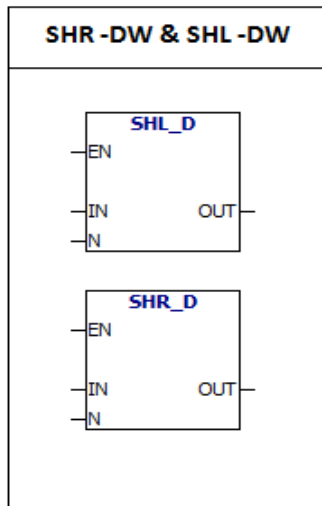 SHR -DW & SHL -DW
SHL_D
EN
IN OUT
N
SHR_D
EN
IN OUT
N